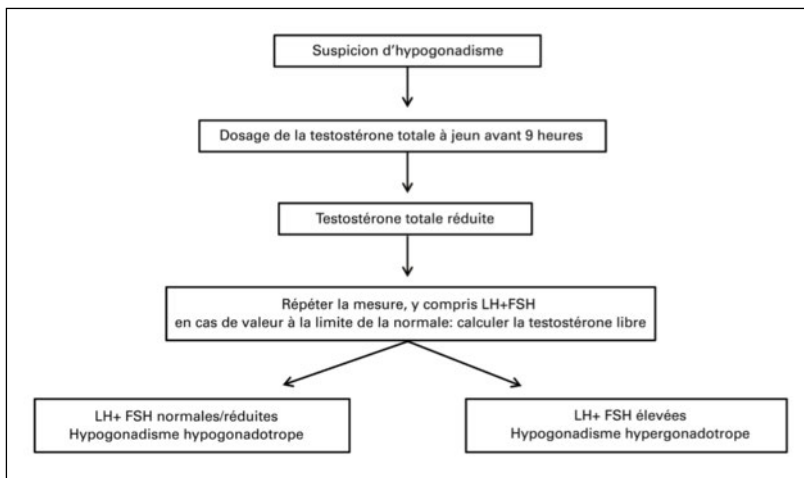 Suspicion d'hypogonadisme
Dosage de la testostérone totale à jeun avant 9 heures
Testostérone totale réduite
Répéter la mesure, y compris LH+FSH
en cas de valeur à la limite de la normale: calculer la testostérone libre
LH+ FSH normales/réduites
Hypogonadisme hypogonadotrope
LH+ FSH élevées
Hypogonadisme hypergonadotrope